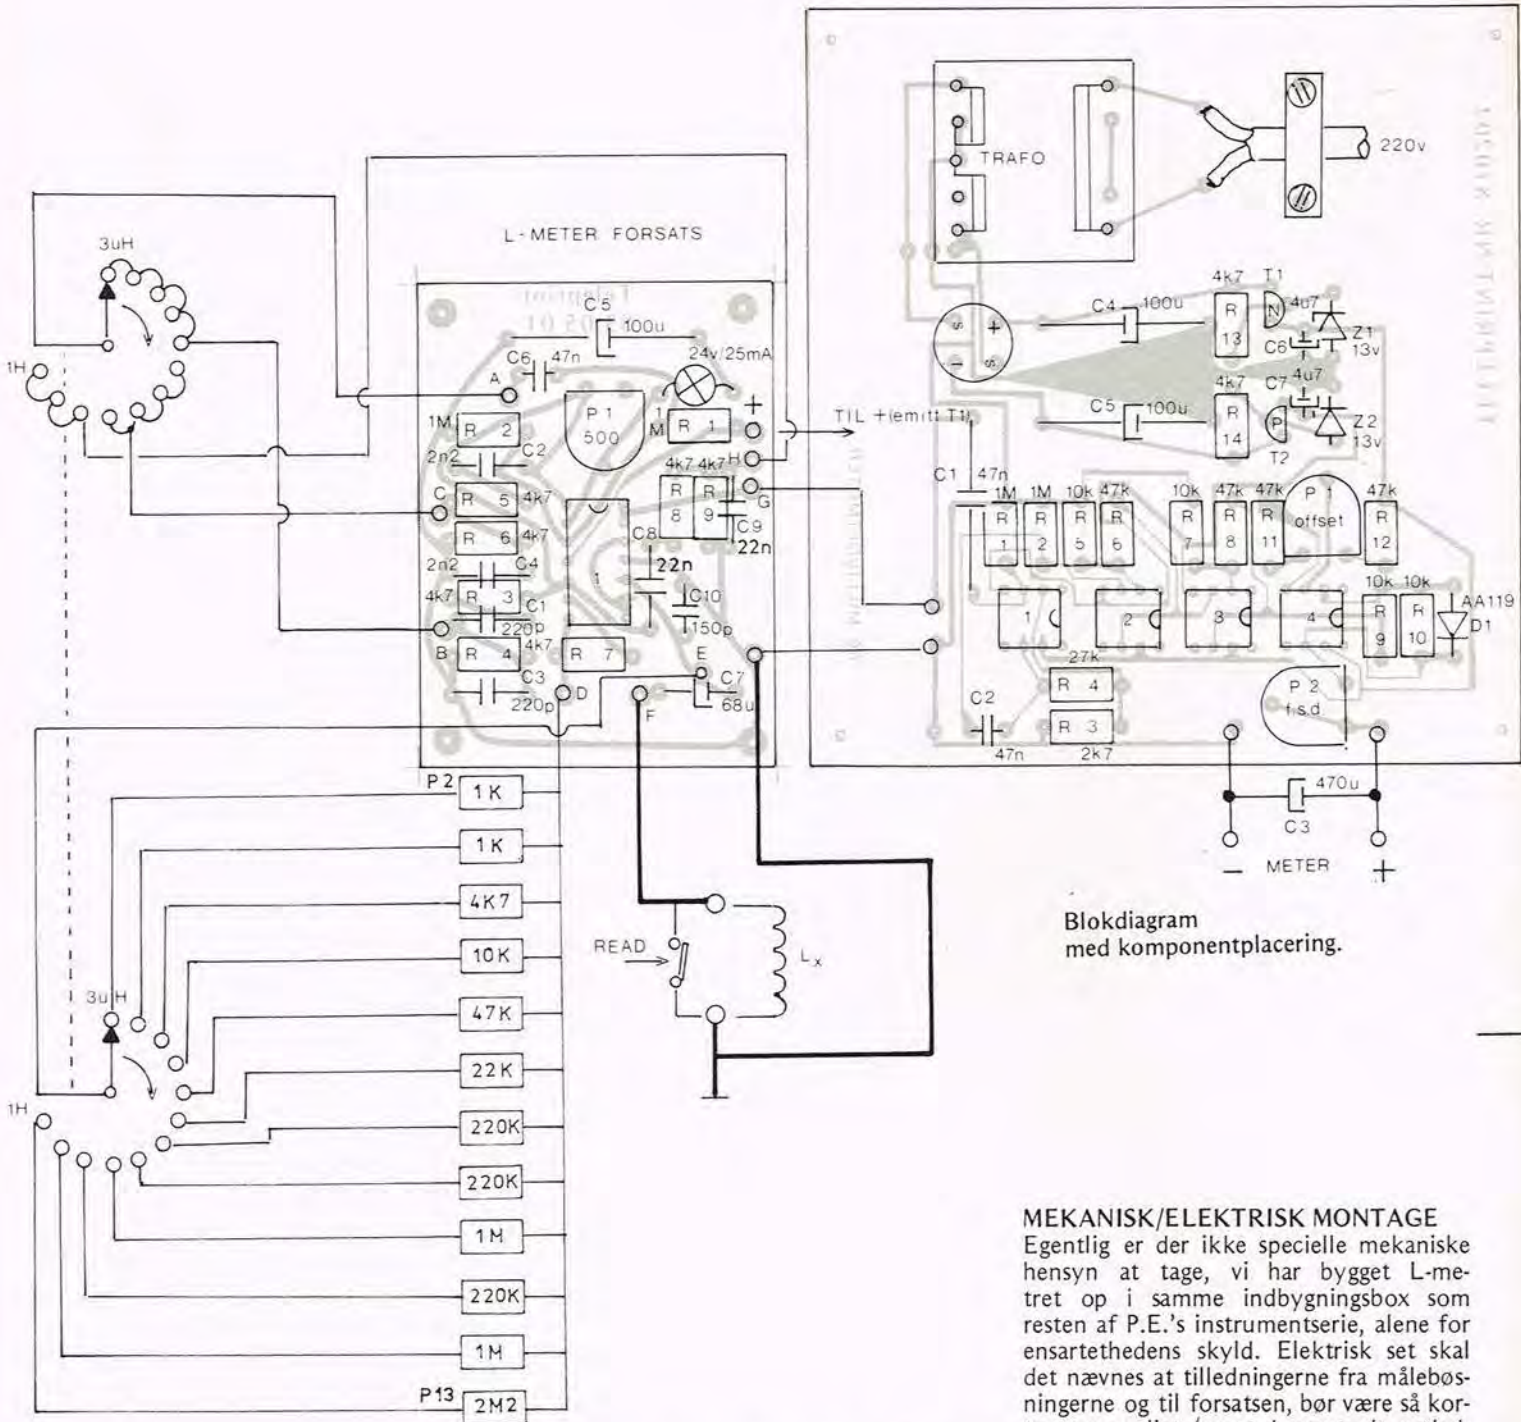 220v
TRAFO
3uH
L-METER FORSATS
1H
C5
100u
C6
47n
24v/25mA
A
P1
500
1M
R 2
2n2
C2
1
M
R 1
+
TIL +(emitt T1)
4k7
4k7
H
C
R 5
4k7
R 8
R 9
G
R 6
4k7
C8
C9
22n
2n2
C4
22n
4k7
R 3
1
C10
C1
220p
150p
B
R 4
4k7
R 7
E
C3
220p
D
F
C7
68u
4k7
T1
C4
100u
R 13
N
4u7
C6
Z1
13v
4k7
C7
4u7
C5
100u
R 14
P
T2
Z2
13v
S
+
-
S
C1
47n
1M
1M
10k
47k
10k
47k
47k
P 1
offset
47k
R 1
R 2
R 5
R 6
R 7
R 8
R 11
R 12
10k
10k
1
2
3
4
R 9
R 10
AA119
D1
27k
R 4
P 2
f.s.d.
C2
47n
R 3
2k7
TELEPRINT NR 810201
470u
C3
- METER +
P2
1K
1K
4K7
10K
READ
Lx
3uH
47K
22K
1H
220K
220K
1M
220K
1M
P13
2M2
Blokdiagram
med komponentplacering.
MEKANISK/ELEKTRISK MONTAGE
Egentlig er der ikke specielle mekaniske
hensyn at tage, vi har bygget L-me-
tret op i samme indbygningsbox som
resten af P.E.'s instrumentserie, alene for
ensartethedens skyld. Elektrisk set skal
det nævnes at tilledningerne fra målebøs-
ningerne og til forsatsen, bør være så kor-